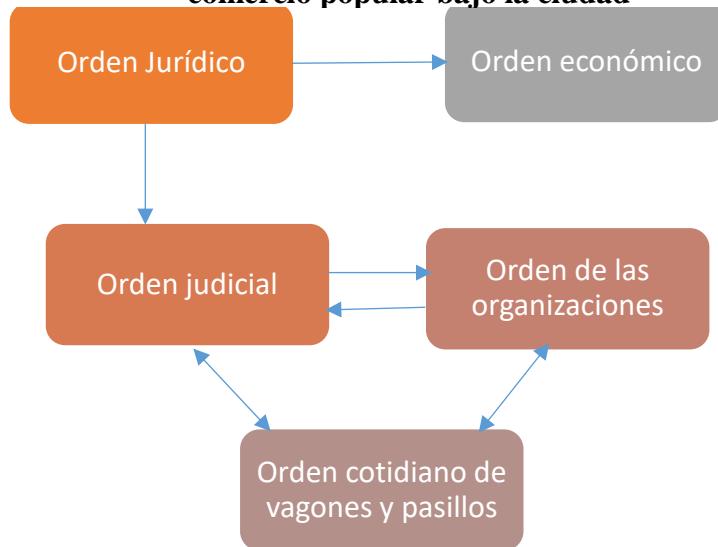 comercio popular bajo la ciudad
Orden Jurídico
Orden económico
Orden judicial
Orden de las
organizaciones
Orden cotidiano de
vagones y pasillos